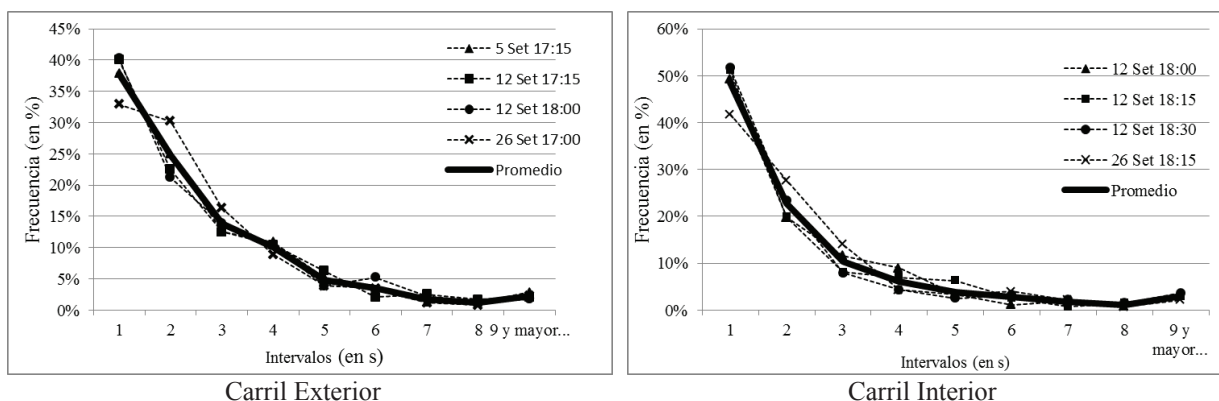 Frecuencia (en %)
45%
40%
35%
30%
25%
20%
15%
10%
5%
0%
5 Set 17:15
12 Set 17:15
12 Set 18:00
26 Set 17:00
Promedio
1 2 3 4 5 6 7 8 9 y mayor...
Intervalos (en s)
Carril Exterior
Frecuencia (en %)
60%
50%
40%
30%
20%
10%
0%
12 Set 18:00
12 Set 18:15
12 Set 18:30
26 Set 18:15
Promedio
1 2 3 4 5 6 7 8 9 y
mayor...
Intervalos (en s)
Carril Interior